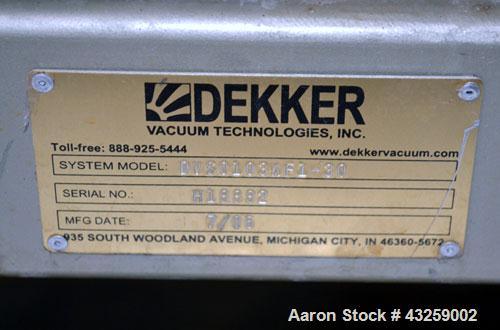 DEKKER
VACUUM TECHNOLOGIES, INC.
Toll-free: 888-925-5444 www.dekkervacuum.com
SYSTEM MODEL:
SERIAL NO.:
MFG DATE:
935 SOUTH WOODLAND AVENUE, MICHIGAN CITY, IN 46360-5672
Aaron Stock # 43259002